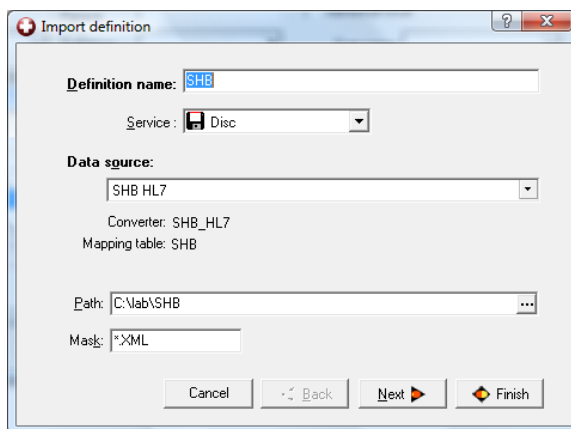 Import definition
Definition name: SHB
Service : Disc
Data source:
SHB HL7
Converter: SHB_HL7
Mapping table: SHB
Path: C:\lab\SHB ...
Mask: *.XML
Cancel Back Next Finish